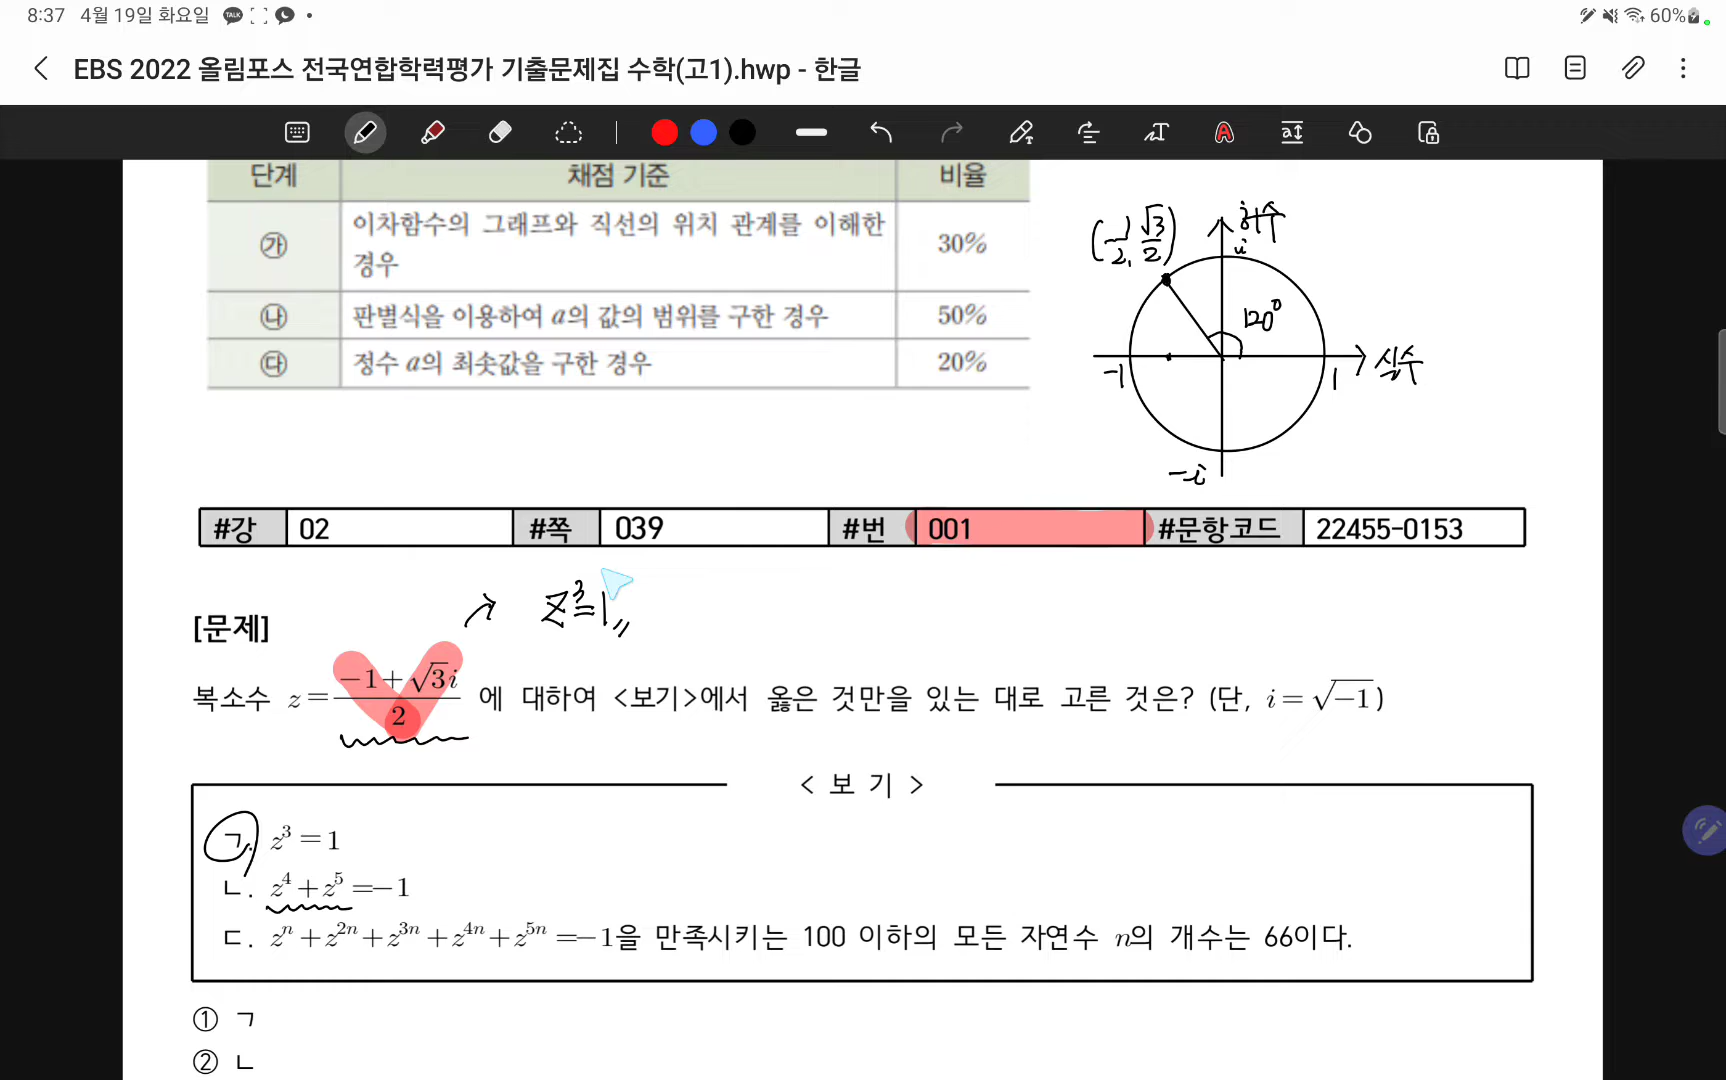 8:37 4월 19일 화요일 TALK 60%
EBS 2022 올림포스 전국연합학력평가 기출문제집 수학(고1).hwp - 한글
단계 채점 기준 비율
㉮ 이차함수의 그래프와 직선의 위치 관계를 이해한 경우 30%
㉯ 판별식을 이용하여 a의 값의 범위를 구한 경우 50%
㉰ 정수 a의 최솟값을 구한 경우 20%
허수
(-1/2, √3/2)
i
120°
-1
1
실수
-i
#강 02 #쪽 039 #번 001 #문항코드 22455-0153
→ z³=1〃
[문제]
복소수 z=(-1+√3i)/2 에 대하여 <보기>에서 옳은 것만을 있는 대로 고른 것은? (단, i=√-1)
< 보 기 >
ㄱ. z³=1
ㄴ. z⁴+z⁵=-1
ㄷ. zⁿ+z²ⁿ+z³ⁿ+z⁴ⁿ+z⁵ⁿ=-1을 만족시키는 100 이하의 모든 자연수 n의 개수는 66이다.
① ㄱ
② ㄴ